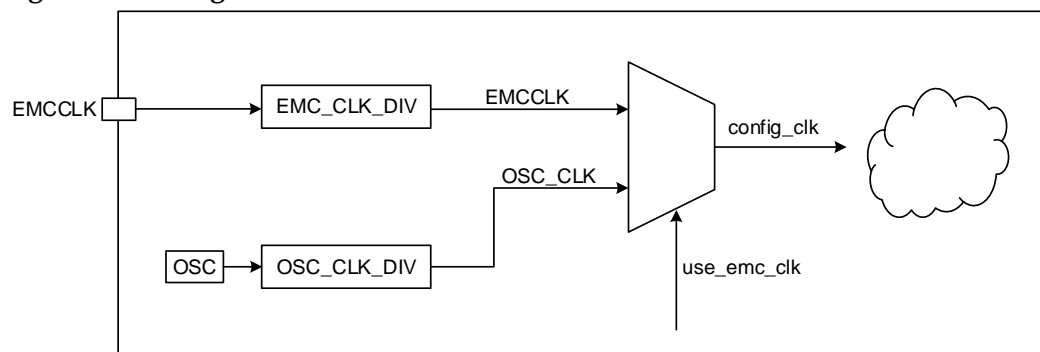 EMCCLK
EMC_CLK_DIV
EMCCLK
config_clk
OSC_CLK
OSC
OSC_CLK_DIV
use_emc_clk